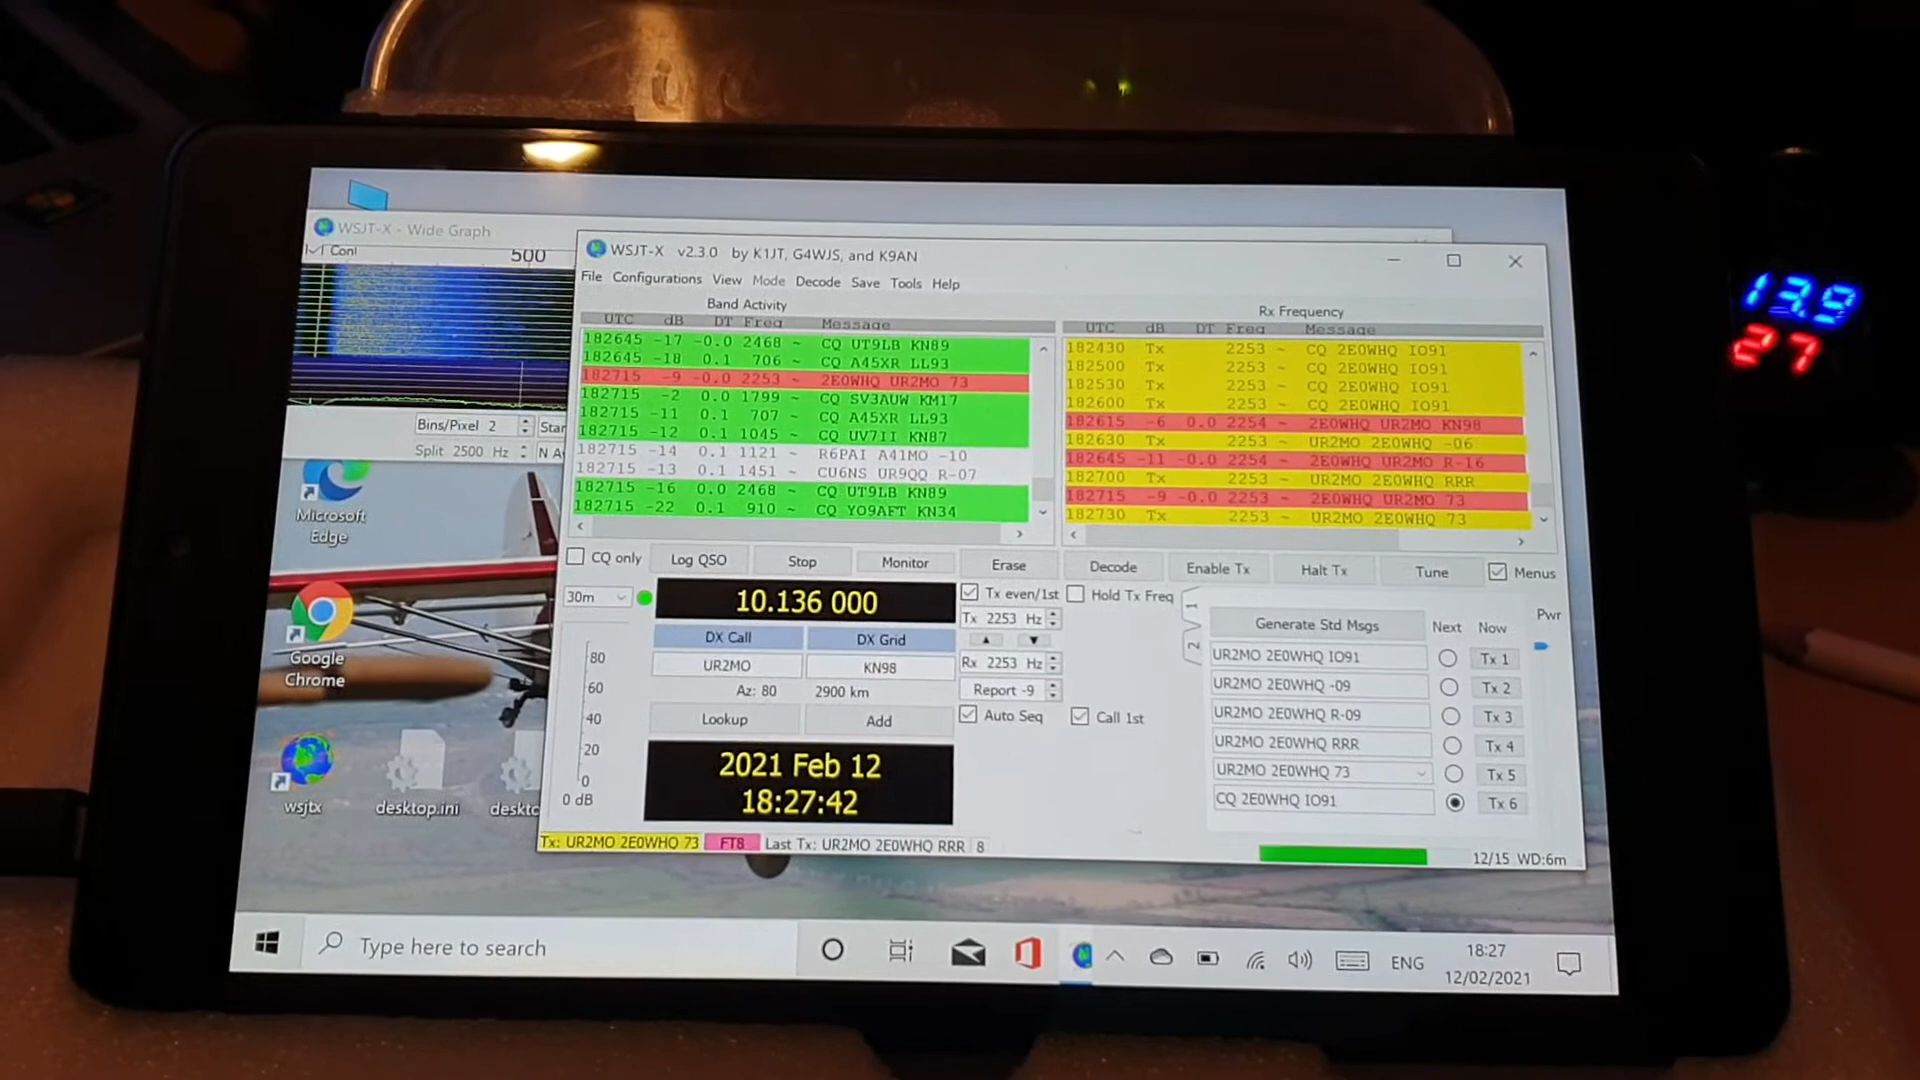 WSJT-X - Wide Graph
500
WSJT-X v2.3.0 by K1JT, G4WJS, and K9AN
File Configurations View Mode Decode Save Tools Help
Band Activity
UTC dB DT Freq Message
182645 -17 -0.0 2468 ~ CQ UT9LB KN89
182645 -18 0.1 706 ~ CQ A45XR LL93
182715 -9 -0.0 2253 ~ 2E0WHQ UR2MO 73
182715 -2 0.0 1799 ~ CQ SV3AUW KM17
182715 -11 0.1 707 ~ CQ A45XR LL93
182715 -12 0.1 1045 ~ CQ UV7II KN87
182715 -14 0.1 1121 ~ R6PAI A41MO -10
182715 -13 0.1 1451 ~ CU6NS UR9QQ R-07
182715 -16 0.0 2468 ~ CQ UT9LB KN89
182715 -22 0.1 910 ~ CQ YO9AFT KN34
Rx Frequency
UTC dB DT Freq Message
182430 Tx 2253 ~ CQ 2E0WHQ IO91
182500 Tx 2253 ~ CQ 2E0WHQ IO91
182530 Tx 2253 ~ CQ 2E0WHQ IO91
182600 Tx 2253 ~ CQ 2E0WHQ IO91
182615 -6 0.0 2254 ~ 2E0WHQ UR2MO KN98
182630 Tx 2253 ~ UR2MO 2E0WHQ -06
182645 -11 -0.0 2254 ~ 2E0WHQ UR2MO R-16
182700 Tx 2253 ~ UR2MO 2E0WHQ RRR
182715 -9 -0.0 2253 ~ 2E0WHQ UR2MO 73
182730 Tx 2253 ~ UR2MO 2E0WHQ 73
Bins/Pixel 2
Split 2500 Hz
CQ only Log QSO Stop Monitor Erase Decode Enable Tx Halt Tx Tune Menus
30m
10.136 000
Tx even/1st Hold Tx Freq
Tx 2253 Hz
DX Call DX Grid
UR2MO KN98
Rx 2253 Hz
Az: 80 2900 km
Report -9
Lookup Add
Auto Seq Call 1st
2021 Feb 12
18:27:42
80
60
40
20
0
0 dB
1
2
Generate Std Msgs Next Now Pwr
UR2MO 2E0WHQ IO91 Tx 1
UR2MO 2E0WHQ -09 Tx 2
UR2MO 2E0WHQ R-09 Tx 3
UR2MO 2E0WHQ RRR Tx 4
UR2MO 2E0WHQ 73 Tx 5
CQ 2E0WHQ IO91 Tx 6
Tx: UR2MO 2E0WHQ 73 FT8 Last Tx: UR2MO 2E0WHQ RRR 8
12/15 WD:6m
Microsoft
Edge
Google
Chrome
wsjtx
desktop.ini
Type here to search
ENG
18:27
12/02/2021
13.9
27